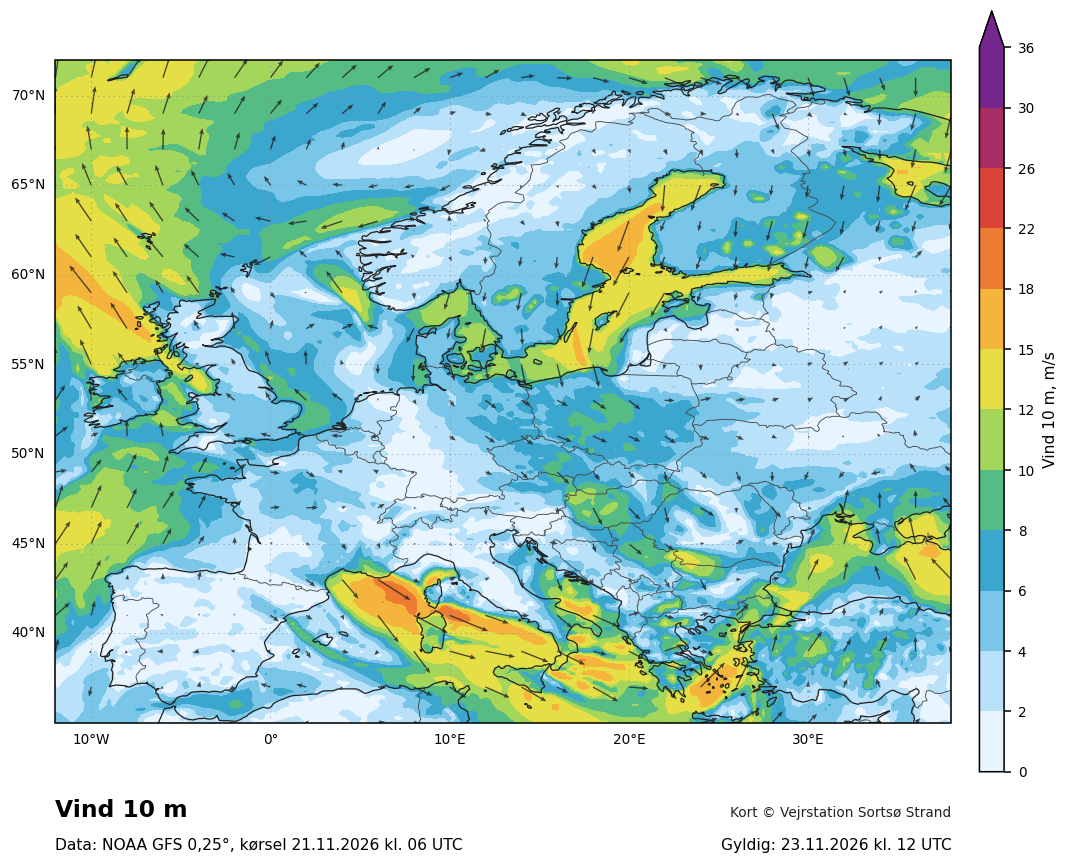 70°N
65°N
60°N
55°N
50°N
45°N
40°N
10°W
0°
10°E
20°E
30°E
36
30
26
22
18
15
12
10
8
6
4
2
0
Vind 10 m, m/s
Vind 10 m
Kort © Vejrstation Sortsø Strand
Data: NOAA GFS 0,25°, kørsel 21.11.2026 kl. 06 UTC
Gyldig: 23.11.2026 kl. 12 UTC